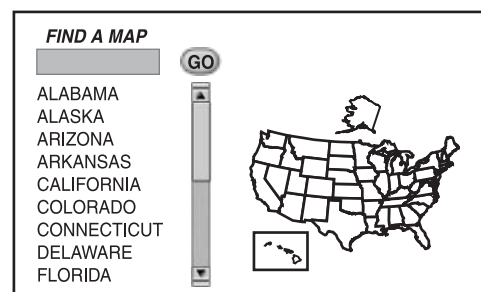 FIND A MAP
GO
ALABAMA
ALASKA
ARIZONA
ARKANSAS
CALIFORNIA
COLORADO
CONNECTICUT
DELAWARE
FLORIDA